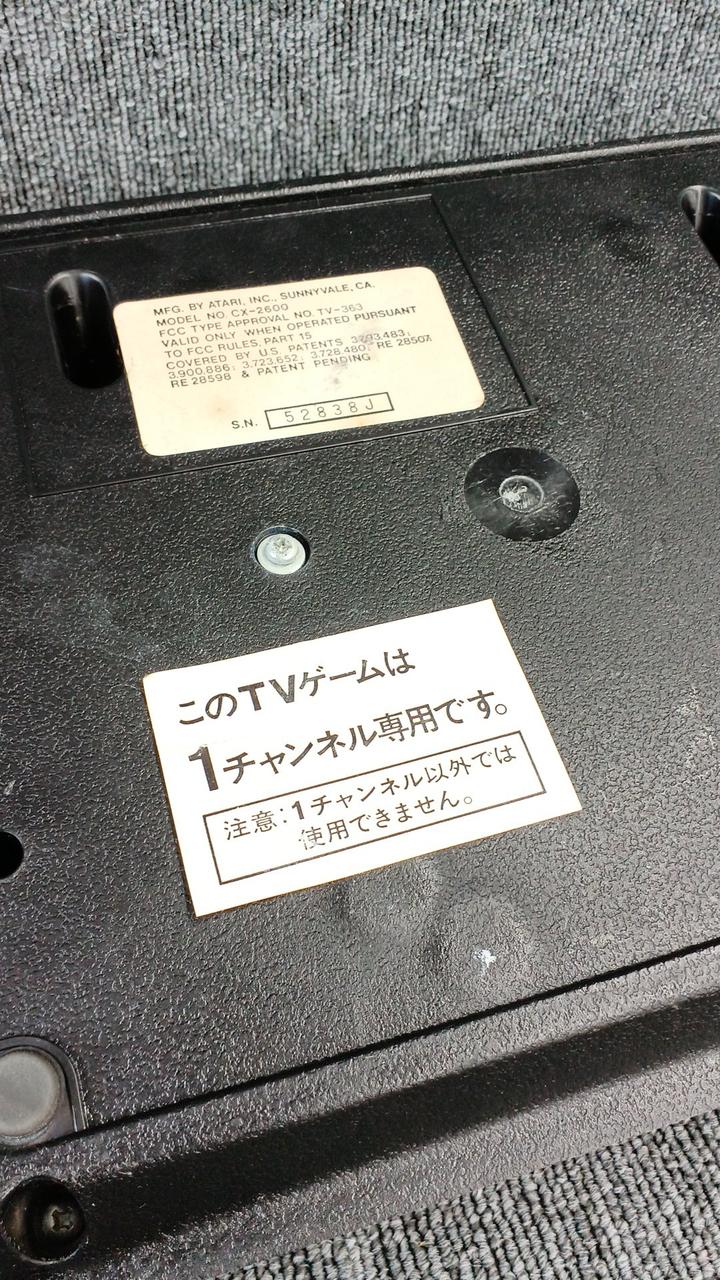 MFG. BY ATARI, INC., SUNNYVALE, CA.
MODEL NO. CX-2600
FCC TYPE APPROVAL NO. TV-363
VALID ONLY WHEN OPERATED PURSUANT
TO FCC RULES, PART 15
COVERED BY U.S. PATENTS 3,793,483;
3,900,886; 3,723,652; 3,728,480; RE 28507;
RE 28598 & PATENT PENDING
S.N. 52838J
このTVゲームは
1チャンネル専用です。
注意:1チャンネル以外では
使用できません。